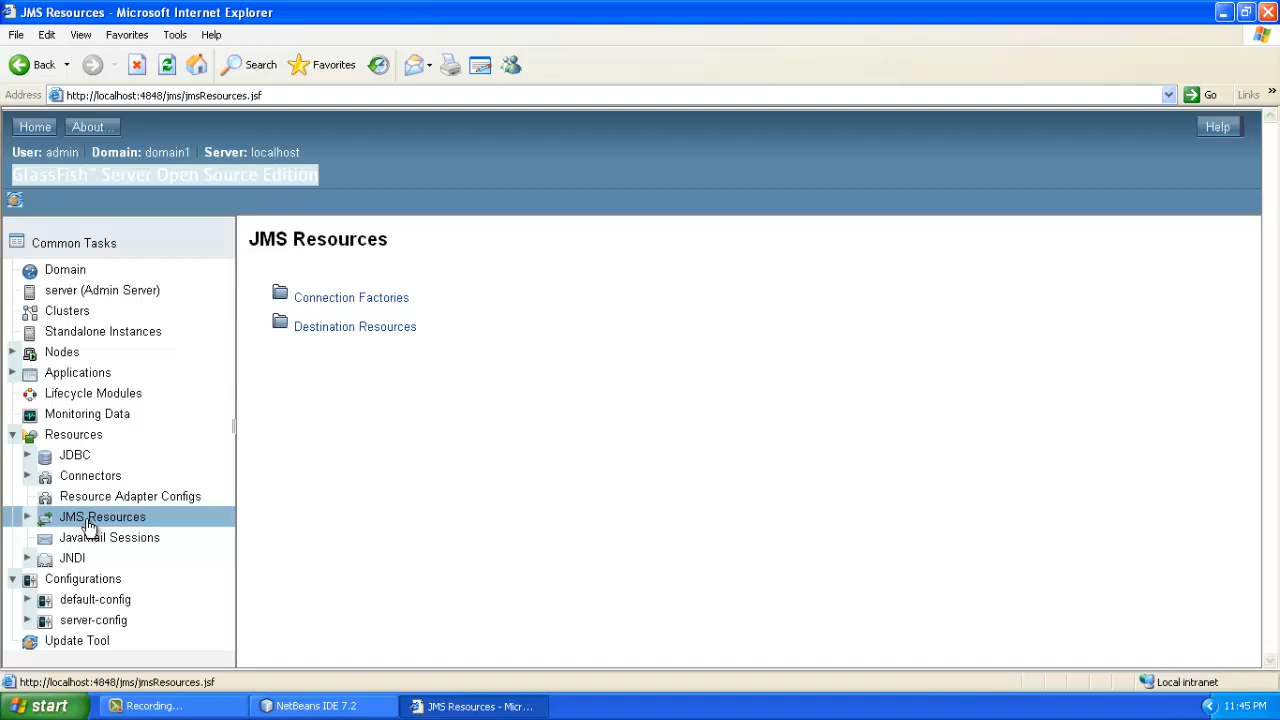 JMS Resources - Microsoft Internet Explorer
File Edit View Favorites Tools Help
Back Search Favorites
Address http://localhost:4848/jms/jmsResources.jsf Go Links »
Home About... Help
User: admin Domain: domain1 Server: localhost
GlassFish™ Server Open Source Edition
Common Tasks
Domain
server (Admin Server)
Clusters
Standalone Instances
Nodes
Applications
Lifecycle Modules
Monitoring Data
Resources
JDBC
Connectors
Resource Adapter Configs
JMS Resources
JavaMail Sessions
JNDI
Configurations
default-config
server-config
Update Tool
JMS Resources
Connection Factories
Destination Resources
http://localhost:4848/jms/jmsResources.jsf Local intranet
start Recording... NetBeans IDE 7.2 JMS Resources - Micr... 11:45 PM